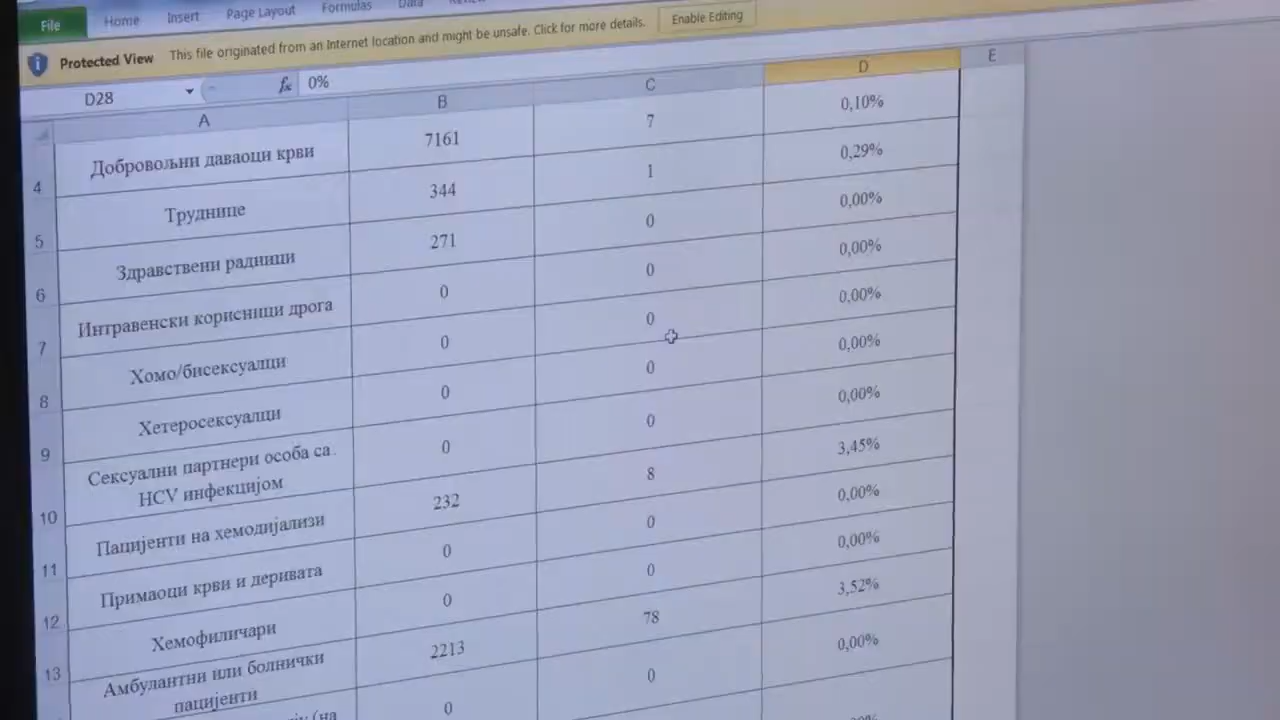 File Home Insert Page Layout Formulas Data
Protected View This file originated from an Internet location and might be unsafe. Click for more details. Enable Editing
D28 fx 0%
A B C D E
4 Добровољни даваоци крви 7161 7 0,10%
5 Труднице 344 1 0,29%
6 Здравствени радници 271 0 0,00%
7 Интравенски корисници дрога 0 0 0,00%
8 Хомо/бисексуалци 0 0 0,00%
9 Хетеросексуалци 0 0 0,00%
Сексуални партнери особа са
10 HCV инфекцијом 0 0 0,00%
11 Пацијенти на хемодијализи 232 8 3,45%
12 Примаоци крви и деривата 0 0 0,00%
13 Хемофиличари 0 0 0,00%
Амбулантни или болнички
пацијенти 2213 78 3,52%
(на 0 0 0,00%